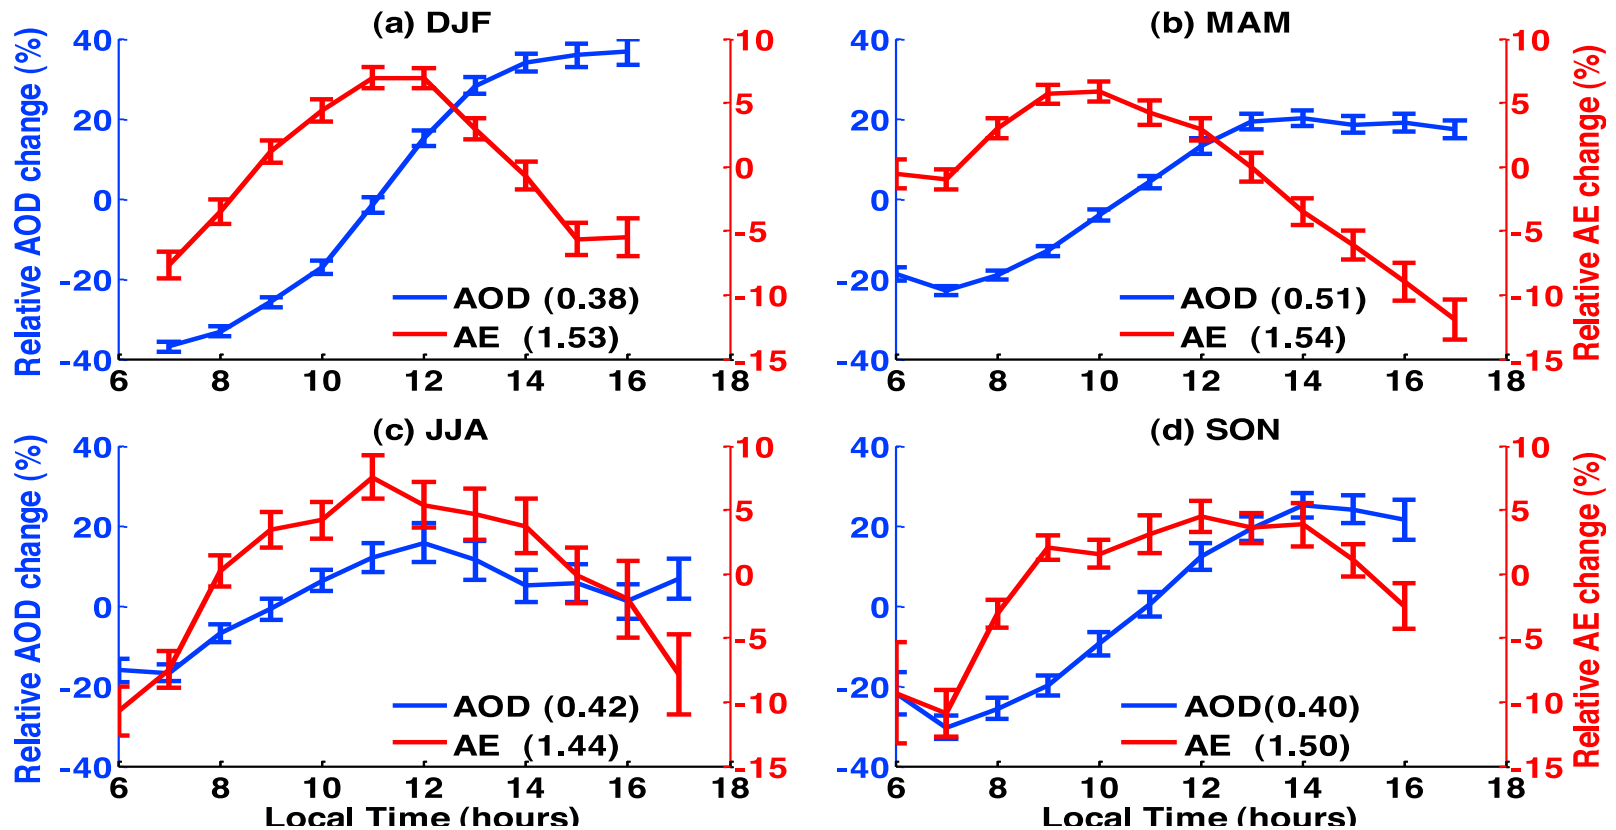 (a) DJF
Relative AOD change (%)
40
20
0
-20
-40
10
5
0
-5
-10
-15
AOD (0.38)
AE (1.53)
6 8 10 12 14 16 18
(b) MAM
40
20
0
-20
-40
10
5
0
-5
-10
-15
Relative AE change (%)
AOD (0.51)
AE (1.54)
6 8 10 12 14 16 18
(c) JJA
Relative AOD change (%)
40
20
0
-20
-40
10
5
0
-5
-10
-15
AOD (0.42)
AE (1.44)
6 8 10 12 14 16 18
Local Time (hours)
(d) SON
40
20
0
-20
-40
10
5
0
-5
-10
-15
Relative AE change (%)
AOD(0.40)
AE (1.50)
6 8 10 12 14 16 18
Local Time (hours)